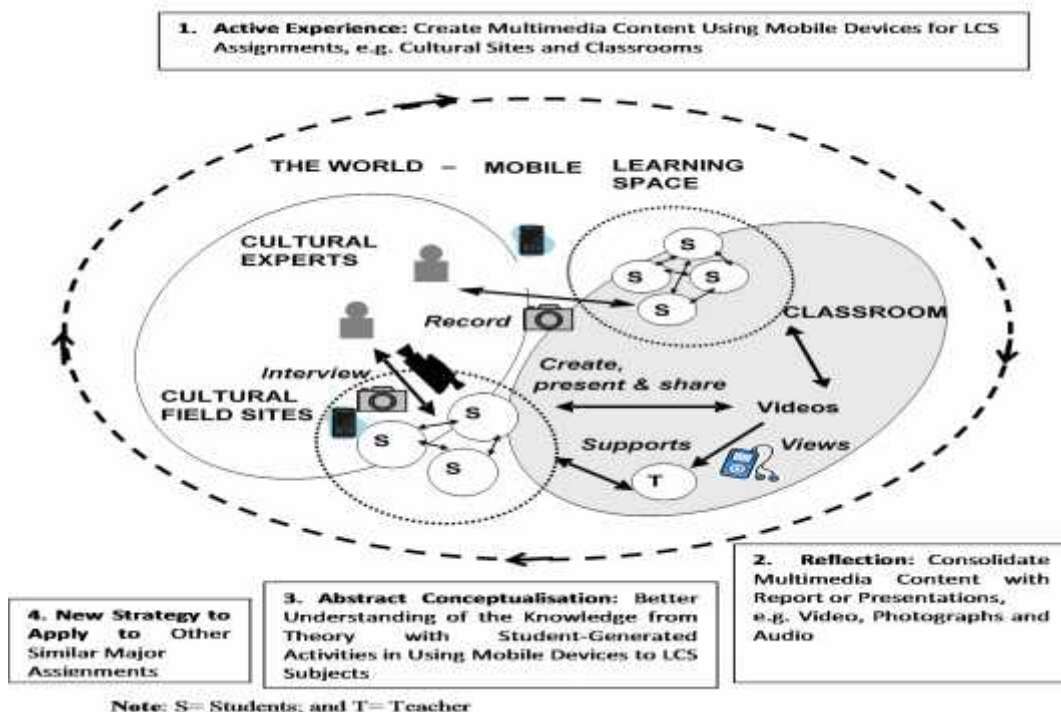 1. Active Experience: Create Multimedia Content Using Mobile Devices for LCS
Assignments, e.g. Cultural Sites and Classrooms
THE WORLD – MOBILE LEARNING
SPACE
CULTURAL
EXPERTS
S
S
S
S
CLASSROOM
Record
Interview
Create,
present & share
CULTURAL
FIELD SITES
S
S
S
Videos
Supports
Views
T
2. Reflection: Consolidate
Multimedia Content with
Report or Presentations,
e.g. Video, Photographs and
Audio
3. Abstract Conceptualisation: Better
Understanding of the Knowledge from
Theory with Student-Generated
Activities in Using Mobile Devices to LCS
Subjects
4. New Strategy to
Apply to Other
Similar Major
Assienments
Note: S= Students; and T= Teacher